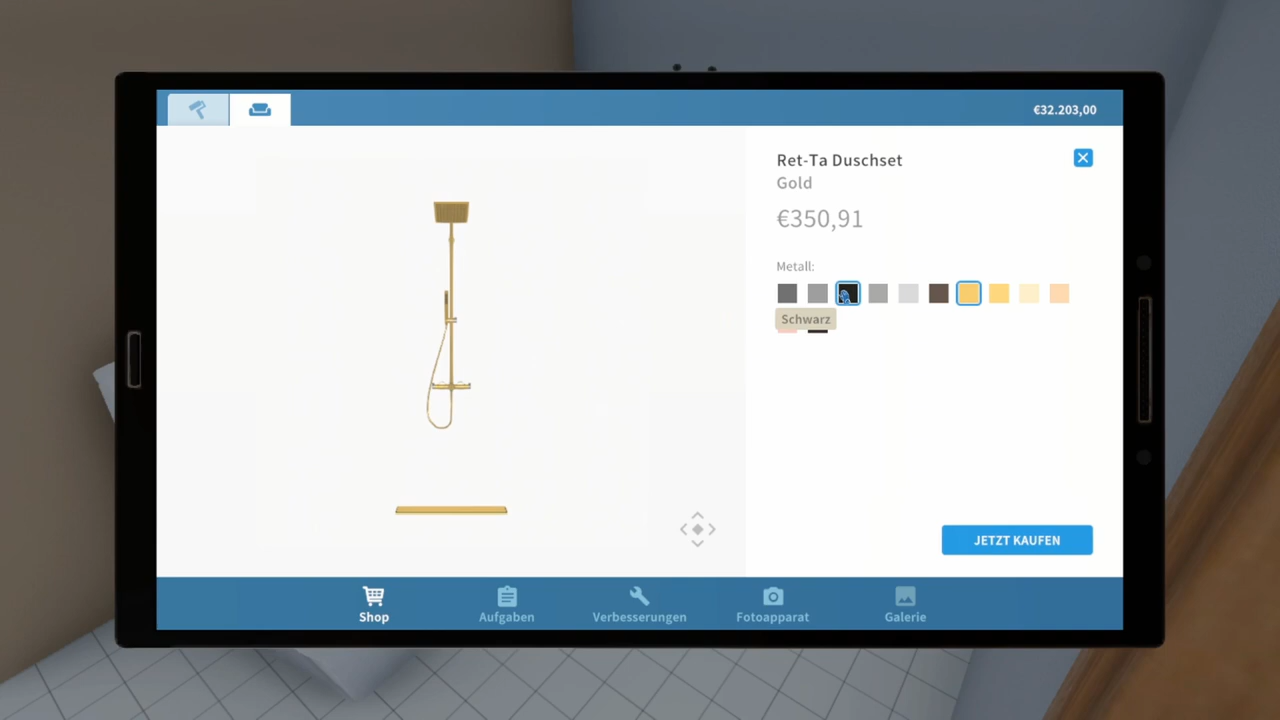 €32.203,00
Ret-Ta Duschset
Gold
€350,91
Metall:
Schwarz
JETZT KAUFEN
Shop
Aufgaben
Verbesserungen
Fotoapparat
Galerie